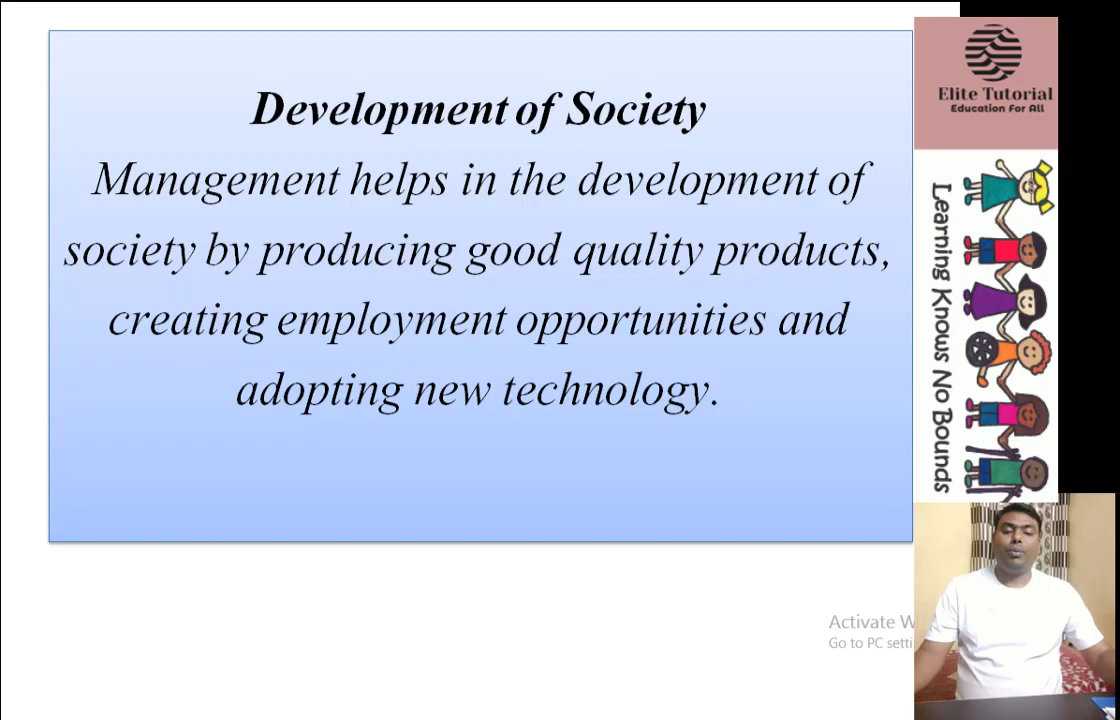 Development of Society
Management helps in the development of
society by producing good quality products,
creating employment opportunities and
adopting new technology.
Elite Tutorial
Education For All
Learning Knows No Bounds
Activate W
Go to PC setti